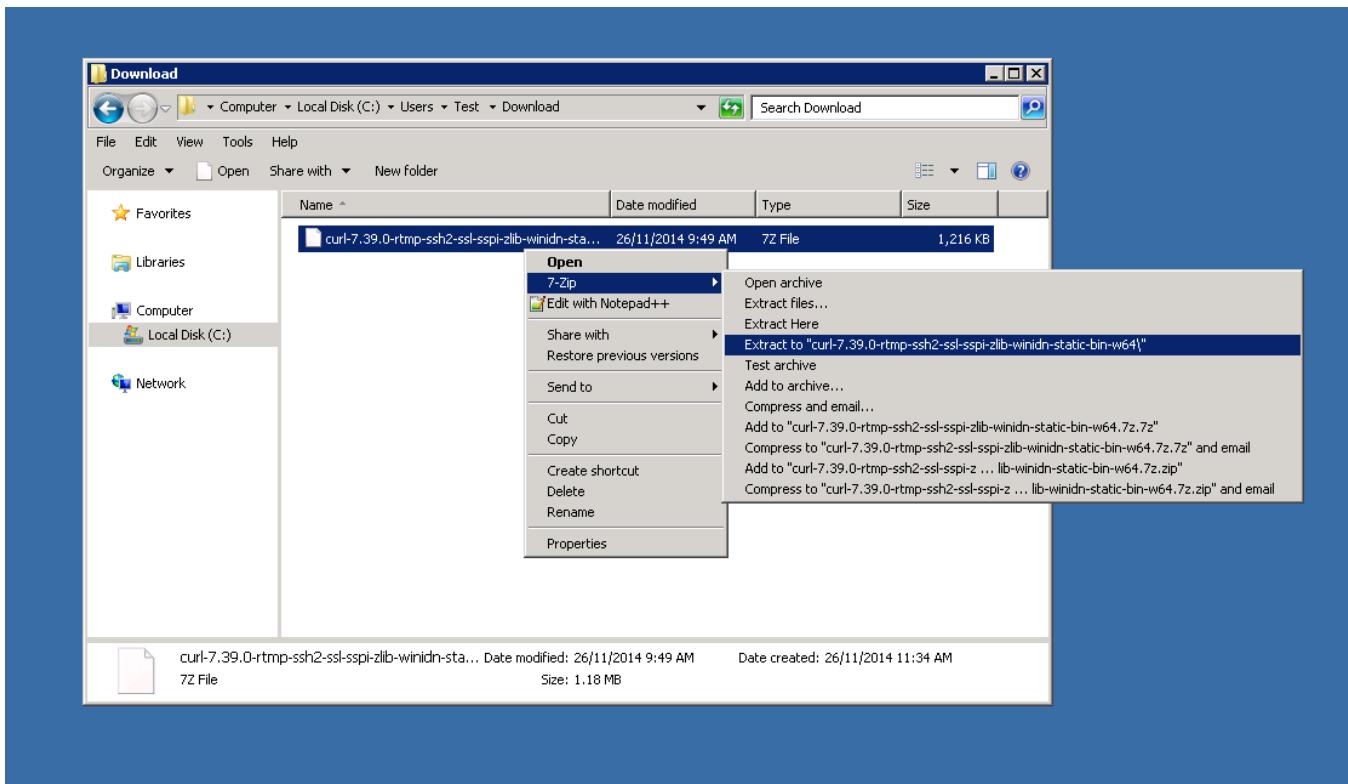 Download
Computer Local Disk (C:) Users Test Download
Search Download
File Edit View Tools Help
Organize Open Share with New folder
Name Date modified Type Size
Favorites
Libraries
Computer
Local Disk (C:)
Network
curl-7.39.0-rtmp-ssh2-ssl-sspi-zlib-winidn-sta... 26/11/2014 9:49 AM 7Z File 1,216 KB
Open
7-Zip
Edit with Notepad++
Share with
Restore previous versions
Send to
Cut
Copy
Create shortcut
Delete
Rename
Properties
Open archive
Extract files...
Extract Here
Extract to "curl-7.39.0-rtmp-ssh2-ssl-sspi-zlib-winidn-static-bin-w64\"
Test archive
Add to archive...
Compress and email...
Add to "curl-7.39.0-rtmp-ssh2-ssl-sspi-zlib-winidn-static-bin-w64.7z.7z"
Compress to "curl-7.39.0-rtmp-ssh2-ssl-sspi-zlib-winidn-static-bin-w64.7z.7z" and email
Add to "curl-7.39.0-rtmp-ssh2-ssl-sspi-z ... lib-winidn-static-bin-w64.7z.zip"
Compress to "curl-7.39.0-rtmp-ssh2-ssl-sspi-z ... lib-winidn-static-bin-w64.7z.zip" and email
curl-7.39.0-rtmp-ssh2-ssl-sspi-zlib-winidn-sta... Date modified: 26/11/2014 9:49 AM Date created: 26/11/2014 11:34 AM
7Z File Size: 1.18 MB